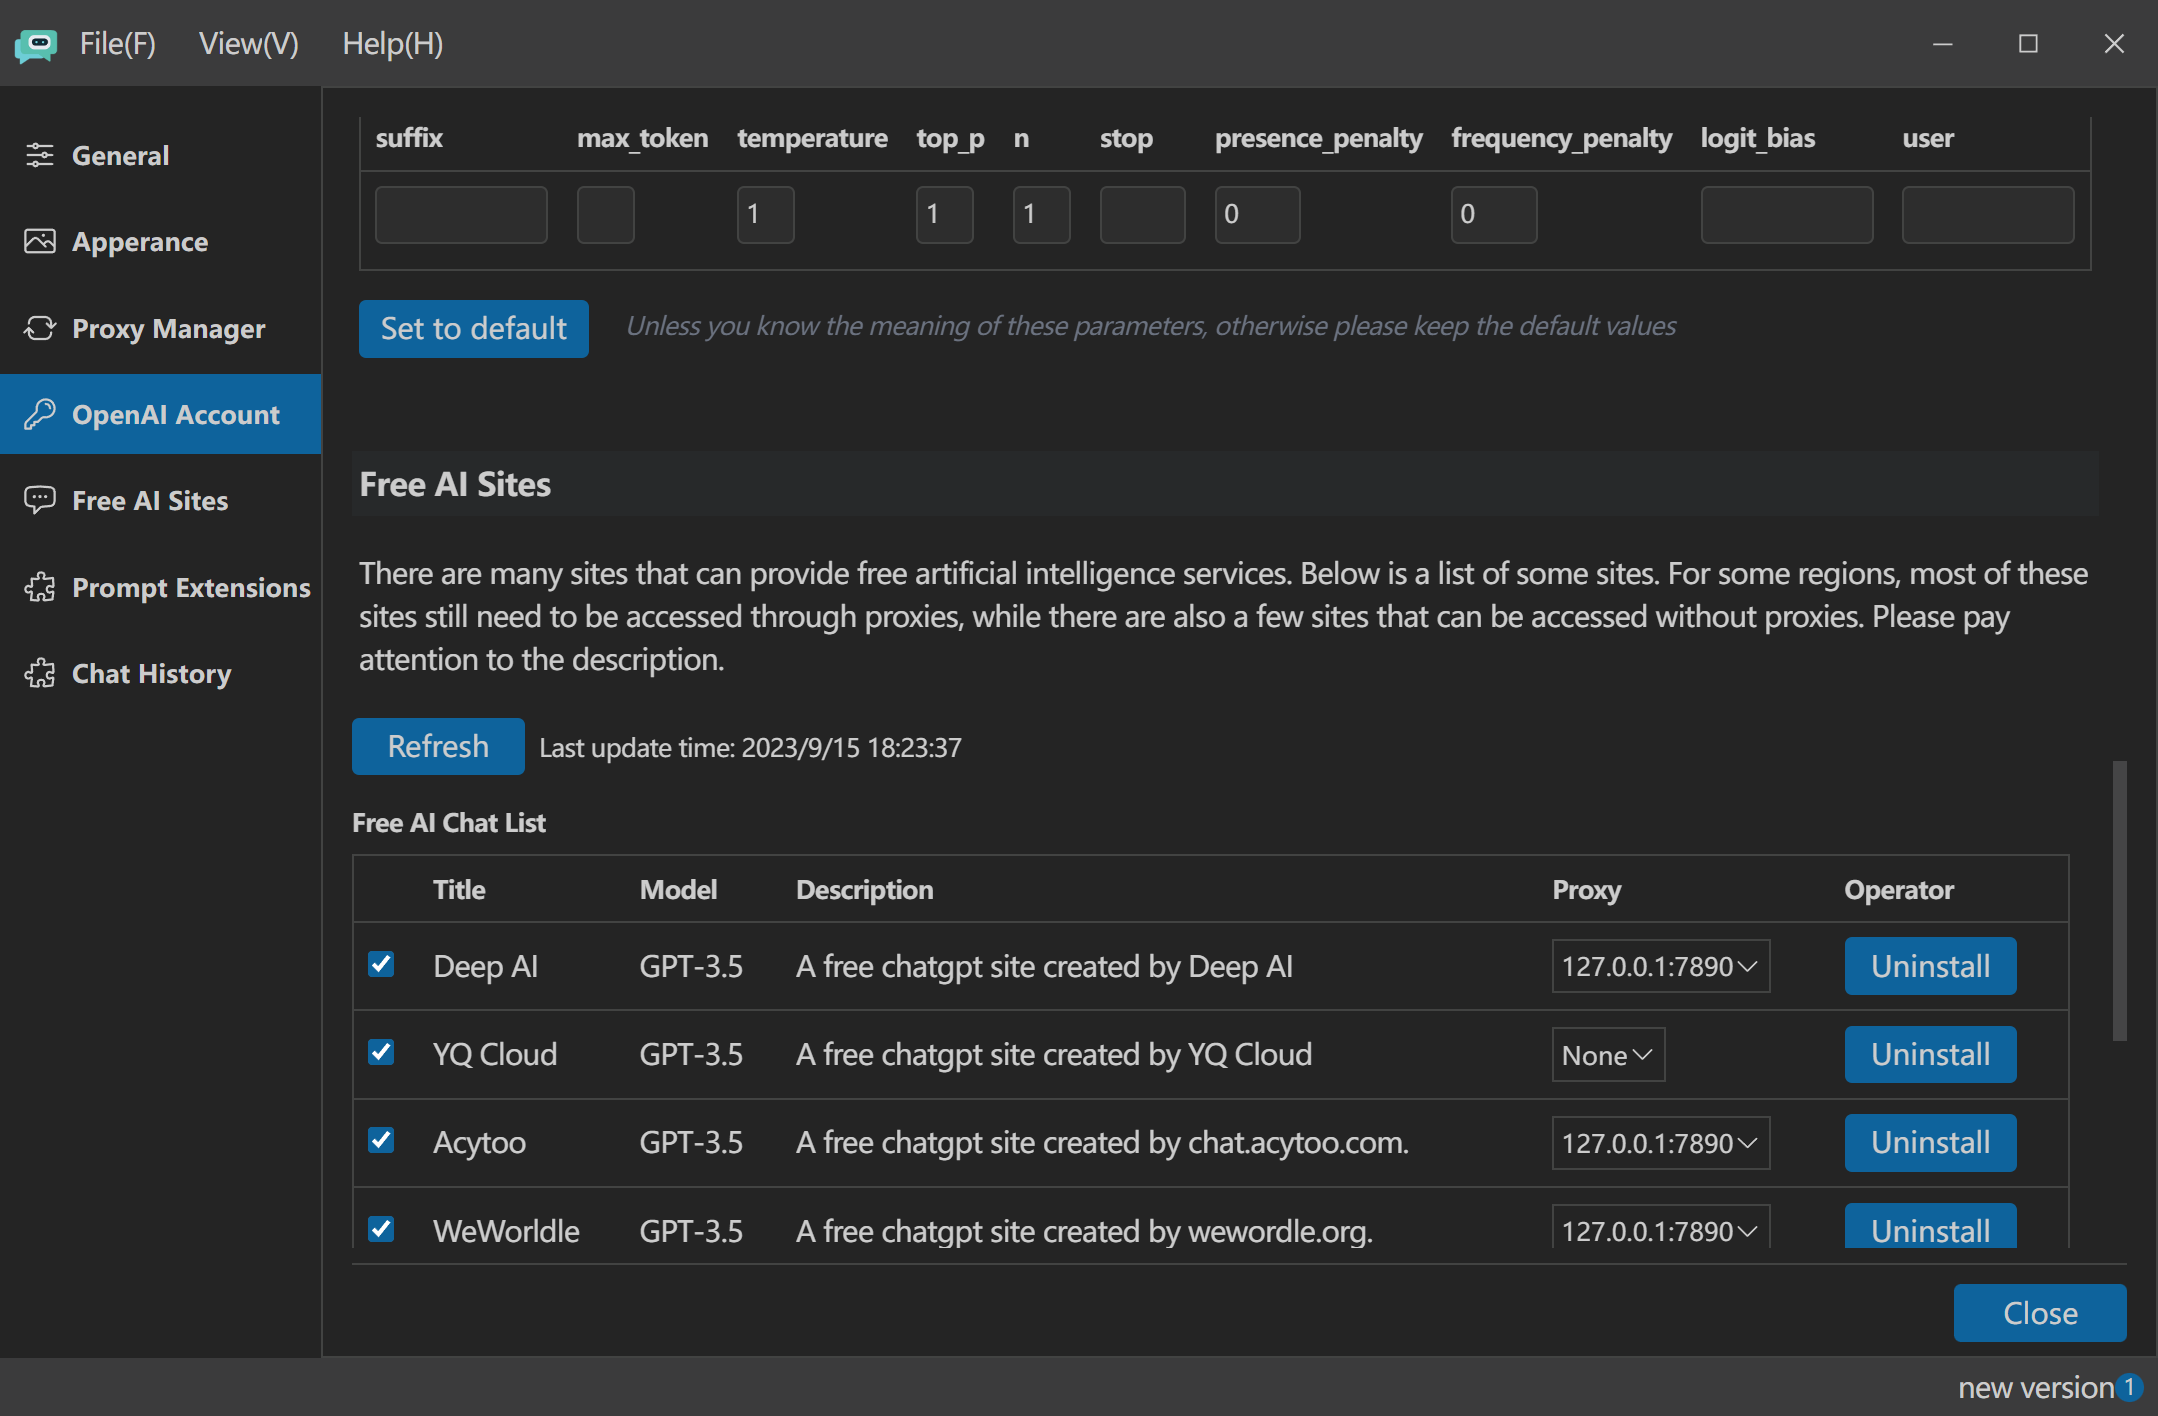 File(F) View(V) Help(H)
General
Apperance
Proxy Manager
OpenAI Account
Free AI Sites
Prompt Extensions
Chat History
suffix max_token temperature top_p n stop presence_penalty frequency_penalty logit_bias user
1 1 1 0 0
Set to default Unless you know the meaning of these parameters, otherwise please keep the default values
Free AI Sites
There are many sites that can provide free artificial intelligence services. Below is a list of some sites. For some regions, most of these
sites still need to be accessed through proxies, while there are also a few sites that can be accessed without proxies. Please pay
attention to the description.
Refresh Last update time: 2023/9/15 18:23:37
Free AI Chat List
Title Model Description Proxy Operator
Deep AI GPT-3.5 A free chatgpt site created by Deep AI 127.0.0.1:7890 Uninstall
YQ Cloud GPT-3.5 A free chatgpt site created by YQ Cloud None Uninstall
Acytoo GPT-3.5 A free chatgpt site created by chat.acytoo.com. 127.0.0.1:7890 Uninstall
WeWorldle GPT-3.5 A free chatgpt site created by wewordle.org. 127.0.0.1:7890 Uninstall
Close
new version 1